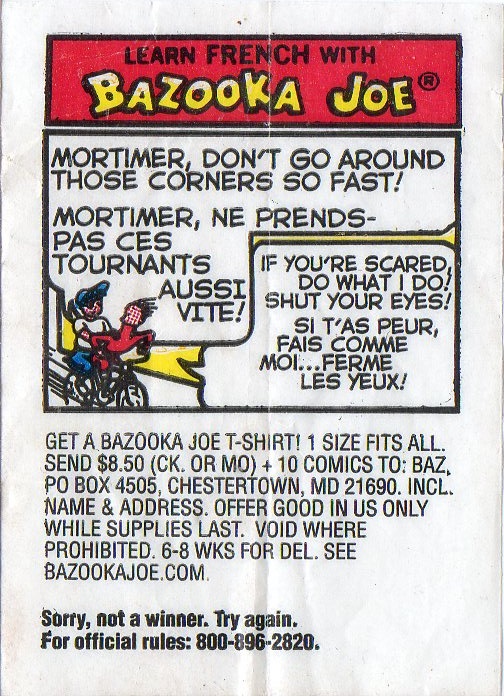 LEARN FRENCH WITH
BAZOOKA JOE®
MORTIMER, DON'T GO AROUND
THOSE CORNERS SO FAST!
MORTIMER, NE PRENDS-
PAS CES
TOURNANTS
AUSSI
VITE!
IF YOU'RE SCARED,
DO WHAT I DO!
SHUT YOUR EYES!
SI T'AS PEUR,
FAIS COMME
MOI...FERME
LES YEUX!
GET A BAZOOKA JOE T-SHIRT! 1 SIZE FITS ALL.
SEND $8.50 (CK. OR MO) + 10 COMICS TO: BAZ,
PO BOX 4505, CHESTERTOWN, MD 21690. INCL.
NAME & ADDRESS. OFFER GOOD IN US ONLY
WHILE SUPPLIES LAST. VOID WHERE
PROHIBITED. 6-8 WKS FOR DEL. SEE
BAZOOKAJOE.COM.
Sorry, not a winner. Try again.
For official rules: 800-896-2820.